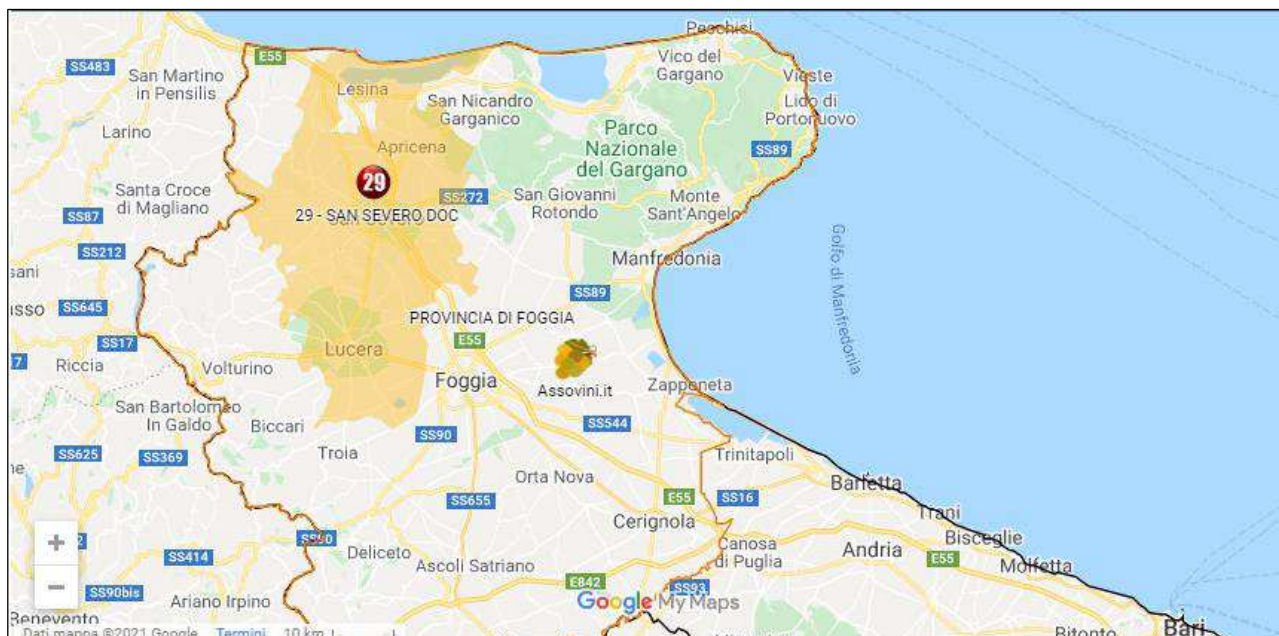 Peschici
E55
SS483
Vico del
Gargano
San Martino
in Pensilis
Vieste
Lesina
Lido di
Portonuovo
San Nicandro
Garganico
Parco
Nazionale
del Gargano
Larino
Apricena
SS89
29
Santa Croce
di Magliano
SS272
San Giovanni
Rotondo
Monte
Sant'Angelo
SS87
29 - SAN SEVERO DOC
SS212
Golfo di Manfredonia
Manfredonia
sani
SS645
SS89
sso
PROVINCIA DI FOGGIA
SS17
E55
Lucera
17
Riccia
Volturino
Foggia
Assovini.it
Zapponeta
San Bartolomeo
In Galdo
Biccari
SS544
SS90
SS625
SS369
Troia
Trinitapoli
Orta Nova
Barletta
SS655
E55
SS16
Trani
Cerignola
+
SS90
Bisceglie
Canosa
di Puglia
Andria
SS414
Deliceto
E55
Molfetta
Ascoli Satriano
−
SS90bis
E842
SS93
Ariano Irpino
Google My Maps
Benevento
Bari
Dati mappa ©2021 Google
Termini
10 km
Bitonto